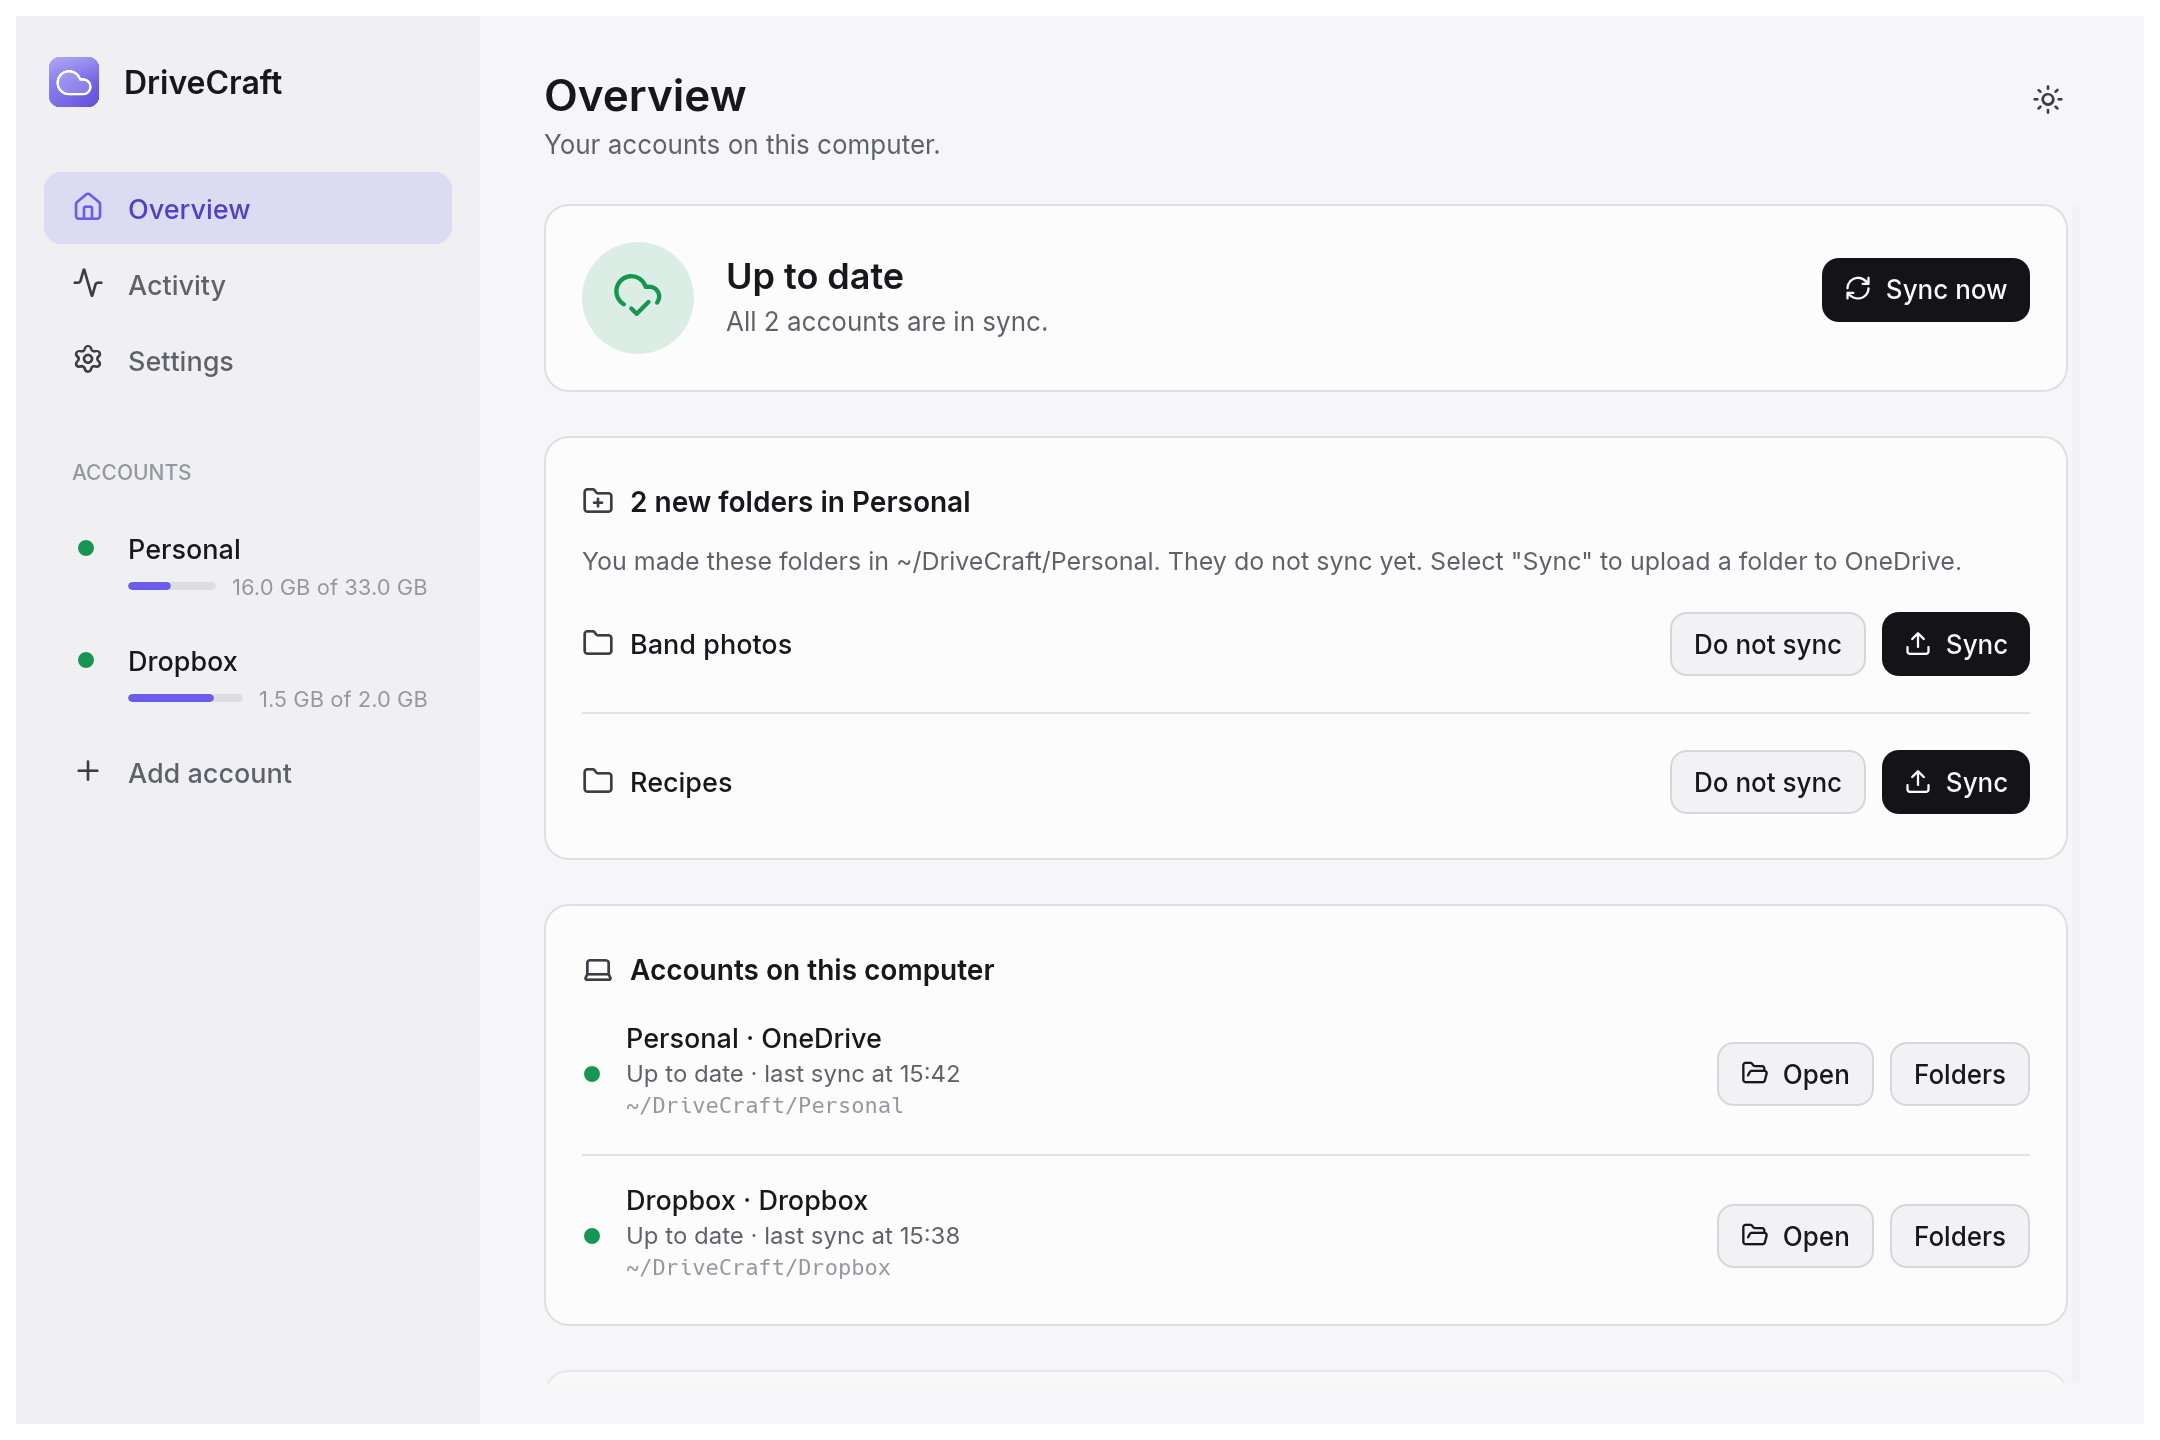 DriveCraft
Overview
Activity
Settings
ACCOUNTS
Personal
16.0 GB of 33.0 GB
Dropbox
1.5 GB of 2.0 GB
Add account
Overview
Your accounts on this computer.
Up to date
All 2 accounts are in sync.
Sync now
2 new folders in Personal
You made these folders in ~/DriveCraft/Personal. They do not sync yet. Select "Sync" to upload a folder to OneDrive.
Band photos
Do not sync
Sync
Recipes
Do not sync
Sync
Accounts on this computer
Personal · OneDrive
Up to date · last sync at 15:42
~/DriveCraft/Personal
Open
Folders
Dropbox · Dropbox
Up to date · last sync at 15:38
~/DriveCraft/Dropbox
Open
Folders